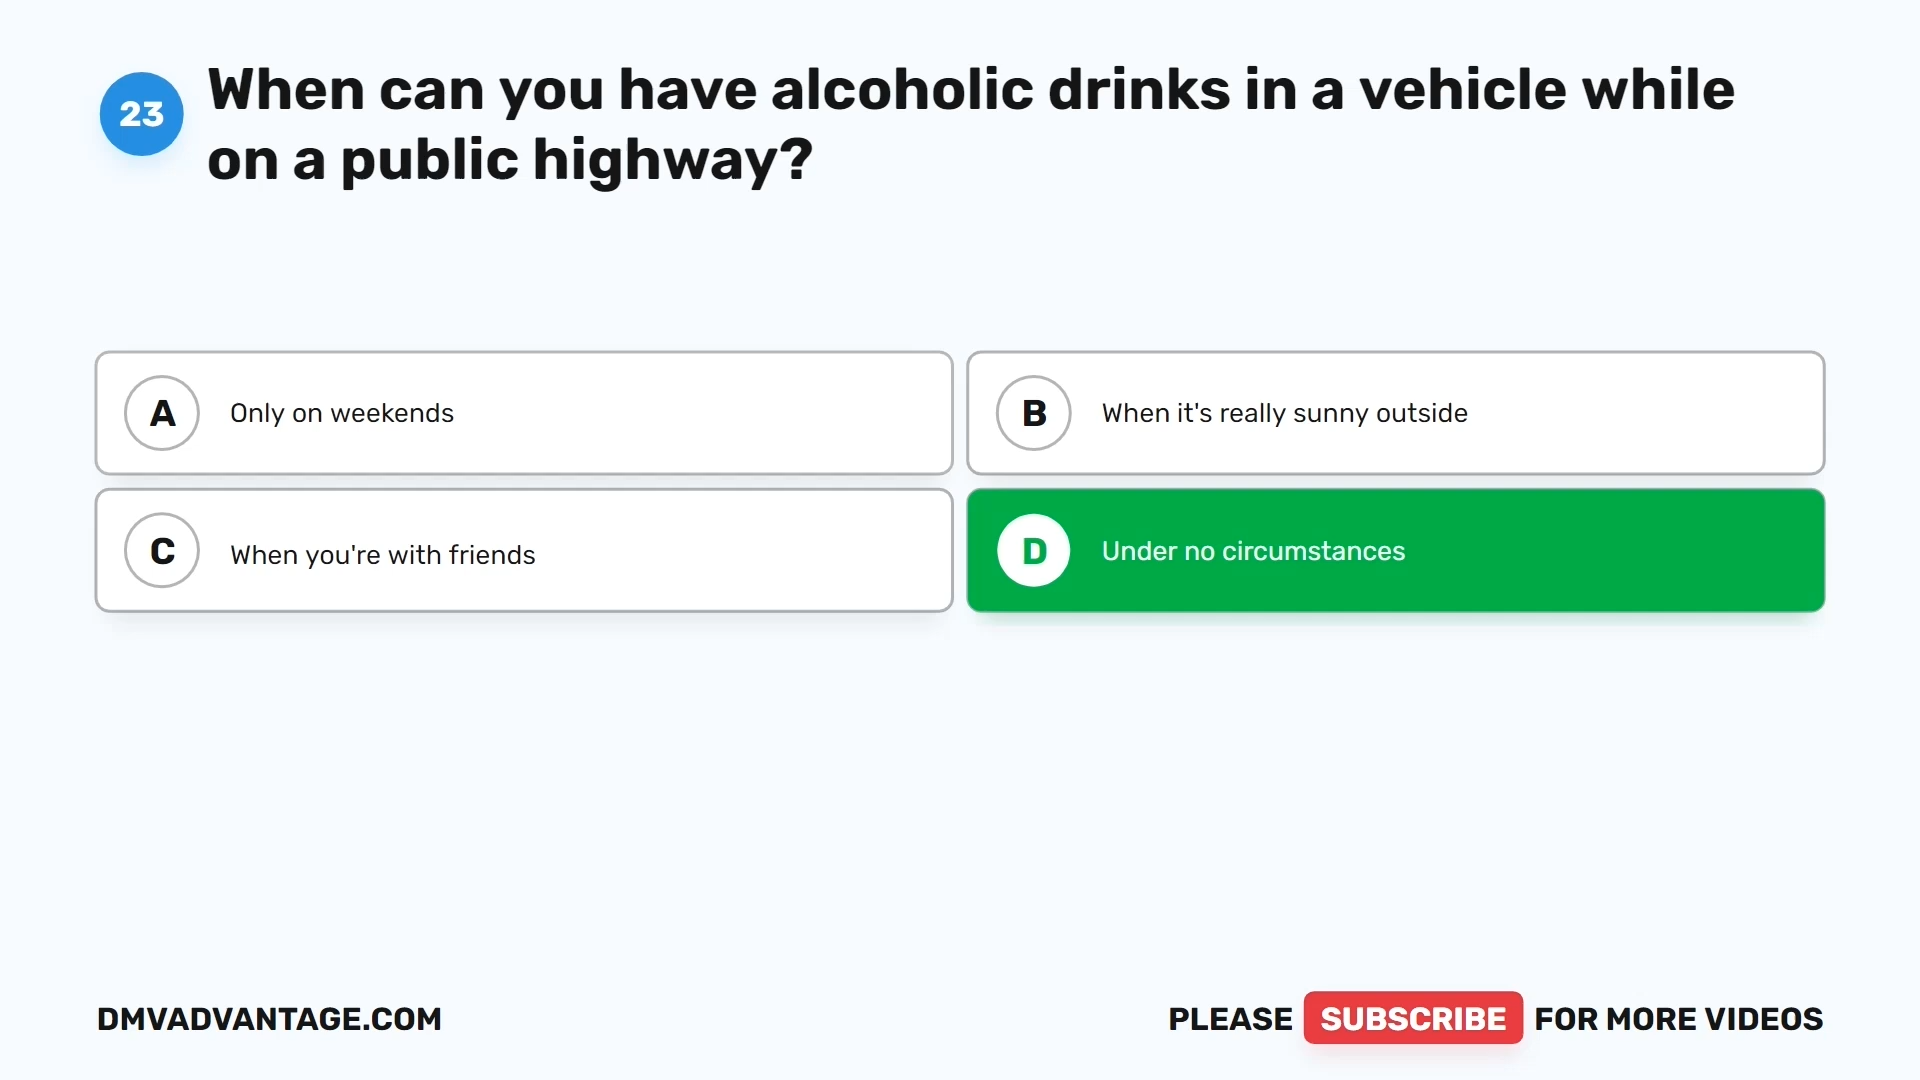 23
When can you have alcoholic drinks in a vehicle while
on a public highway?
A Only on weekends
B When it's really sunny outside
C When you're with friends
D Under no circumstances
DMVADVANTAGE.COM
PLEASE SUBSCRIBE FOR MORE VIDEOS